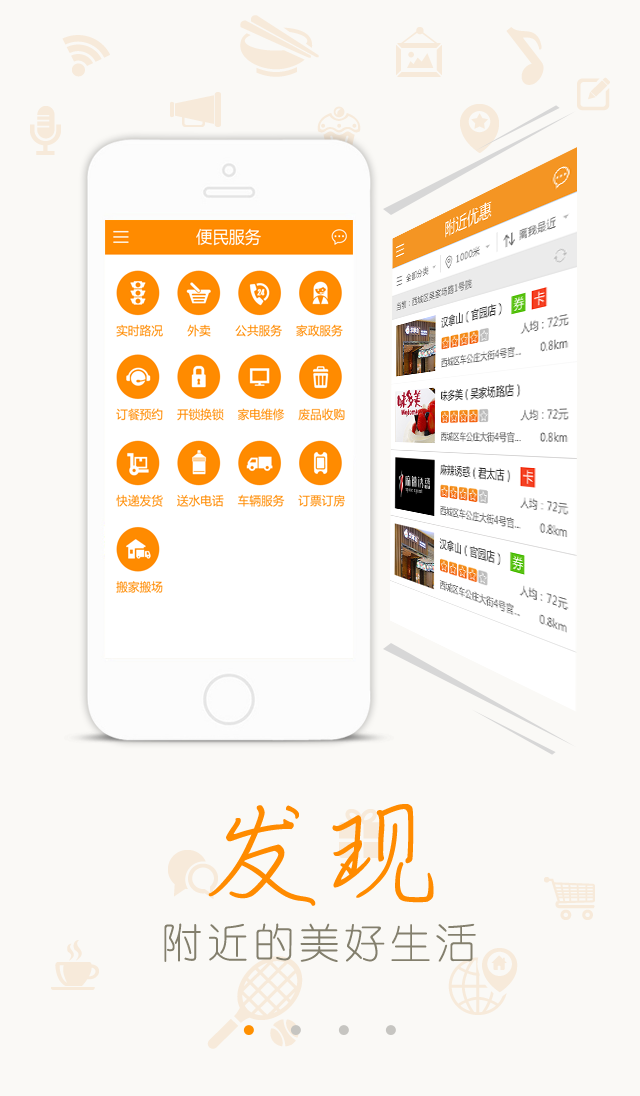 便民服务
实时路况
外卖
公共服务
家政服务
订餐预约
开锁换锁
家电维修
废品收购
快递发货
送水电话
车辆服务
订票订房
搬家搬场
附近优惠
全部分类
1000米
离我最近
当前：西城区吴家场路1号院
汉拿山（官园店）
券
卡
人均：72元
西城区车公庄大街4号官...
0.8km
味多美
Welcome
味多美（吴家场路店）
人均：72元
西城区车公庄大街4号官...
0.8km
麻辣诱惑
麻辣诱惑（君太店）
卡
人均：72元
西城区车公庄大街4号官...
0.8km
汉拿山（官园店）
券
人均：72元
西城区车公庄大街4号官...
0.8km
发现
附近的美好生活